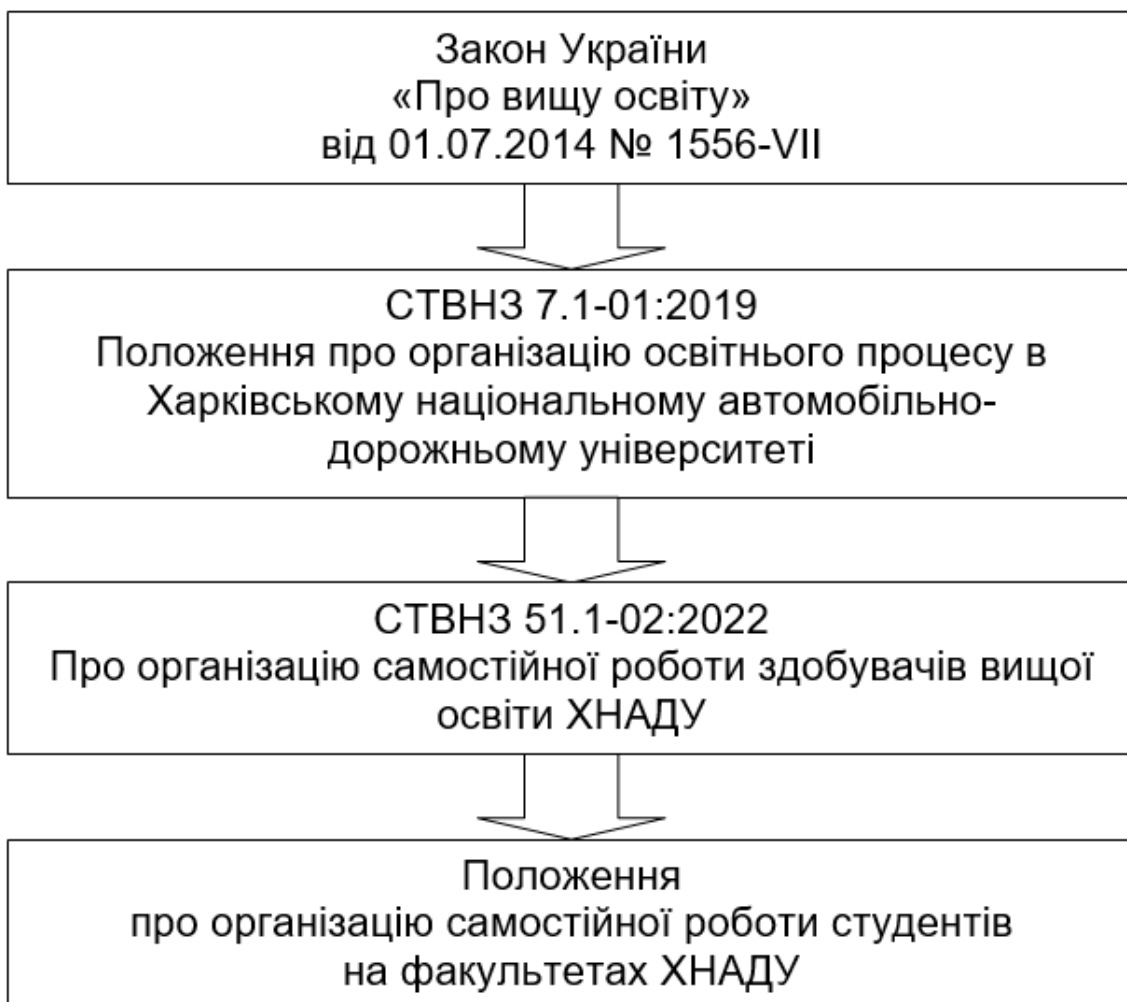 Закон України
«Про вищу освіту»
від 01.07.2014 № 1556-VII
СТВНЗ 7.1-01:2019
Положення про організацію освітнього процесу в
Харківському національному автомобільно-
дорожньому університеті
СТВНЗ 51.1-02:2022
Про організацію самостійної роботи здобувачів вищої
освіти ХНАДУ
Положення
про організацію самостійної роботи студентів
на факультетах ХНАДУ